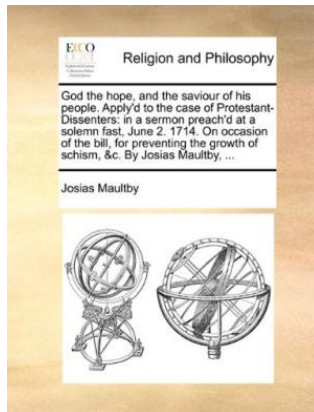 ECCO
Religion and Philosophy
God the hope, and the saviour of his
people. Apply'd to the case of Protestant-
Dissenters: in a sermon preach'd at a
solemn fast, June 2. 1714. On occasion
of the bill, for preventing the growth of
schism, &c. By Josias Maultby, ...
Josias Maultby